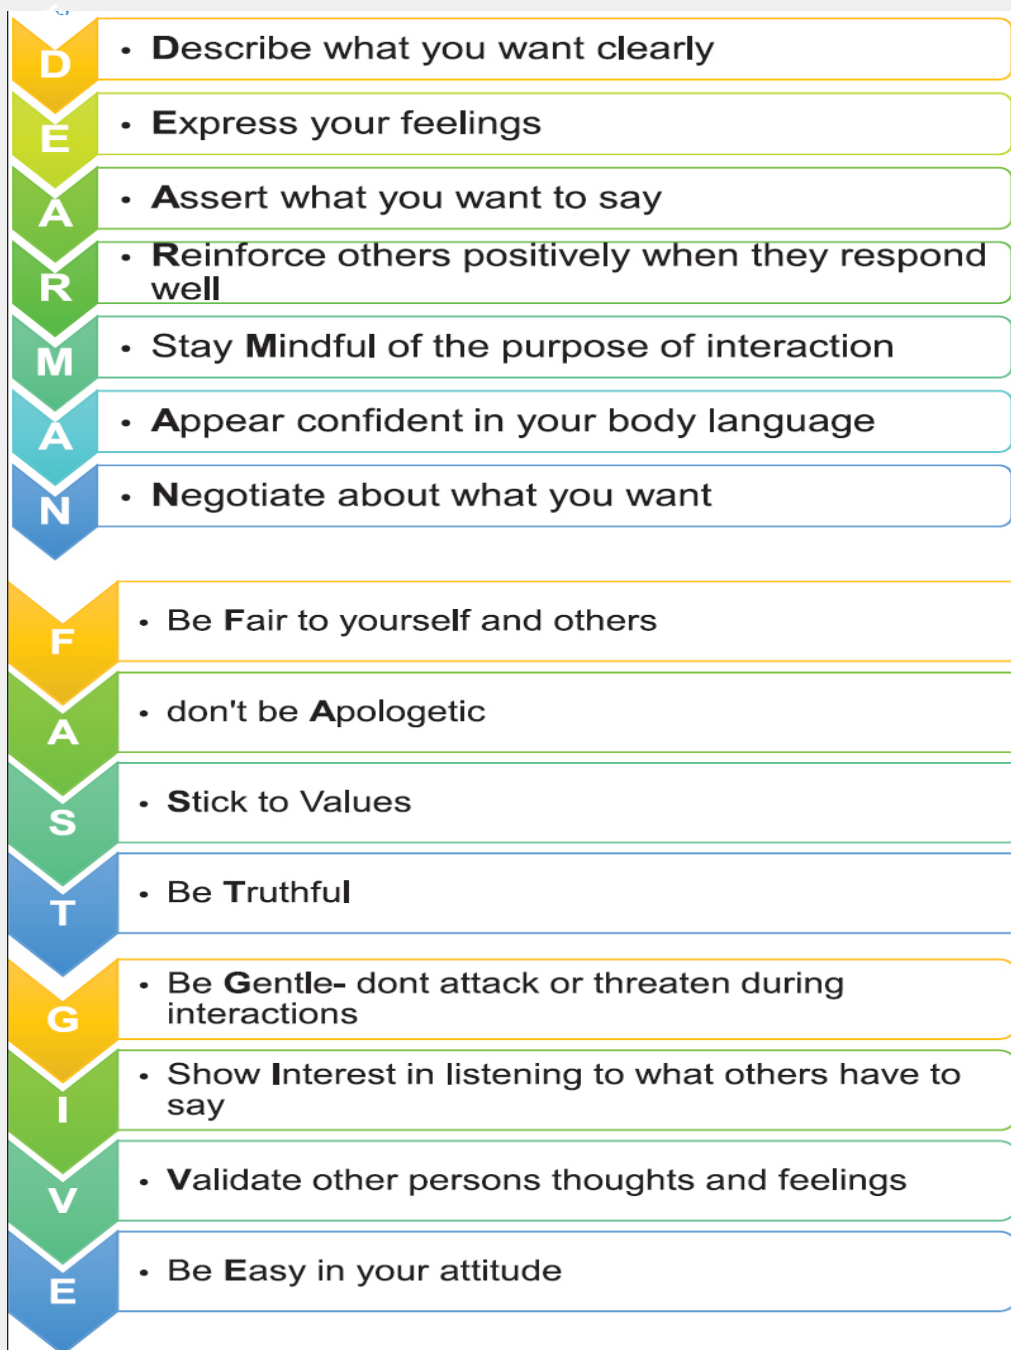 D
• Describe what you want clearly
E
• Express your feelings
A
• Assert what you want to say
R
• Reinforce others positively when they respond
well
M
• Stay Mindful of the purpose of interaction
A
• Appear confident in your body language
N
• Negotiate about what you want
F
• Be Fair to yourself and others
A
• don't be Apologetic
S
• Stick to Values
T
• Be Truthful
G
• Be Gentle- dont attack or threaten during
interactions
I
• Show Interest in listening to what others have to
say
V
• Validate other persons thoughts and feelings
E
• Be Easy in your attitude